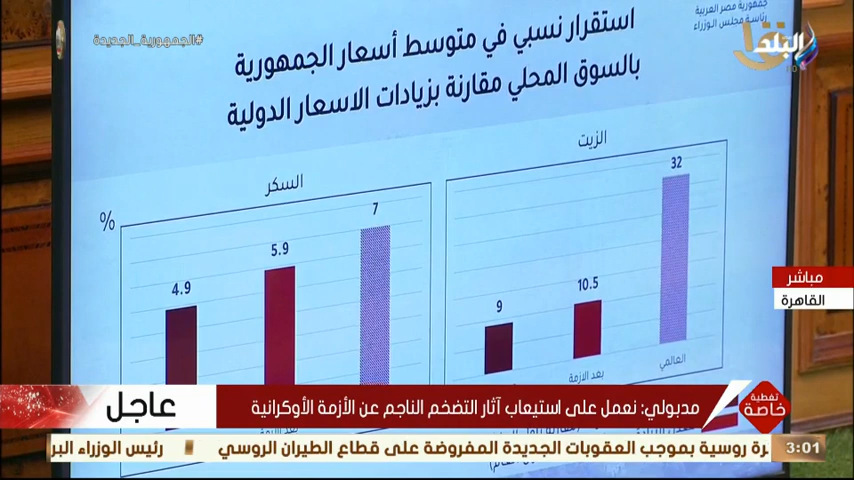 #الجمهورية_الجديدة
جمهورية مصر العربية
رئاسة مجلس الوزراء
صدى البلد
استقرار نسبي في متوسط أسعار الجمهورية
بالسوق المحلي مقارنة بزيادات الاسعار الدولية
الزيت
32
10.5
9
العالمي
بعد الازمة
السكر
%
7
5.9
4.9
مباشر
القاهرة
تغطية
خاصة
مدبولي: نعمل على استيعاب آثار التضخم الناجم عن الأزمة الأوكرانية
عاجل
3:01
رة روسية بموجب العقوبات الجديدة المفروضة على قطاع الطيران الروسي
رئيس الوزراء